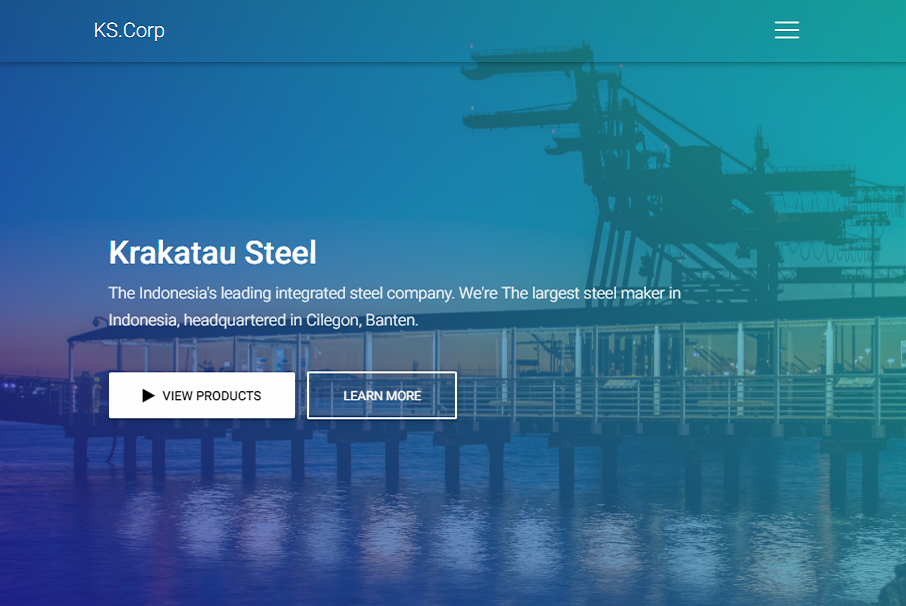 KS.Corp
Krakatau Steel
The Indonesia's leading integrated steel company. We're The largest steel maker in
Indonesia, headquartered in Cilegon, Banten.
VIEW PRODUCTS
LEARN MORE